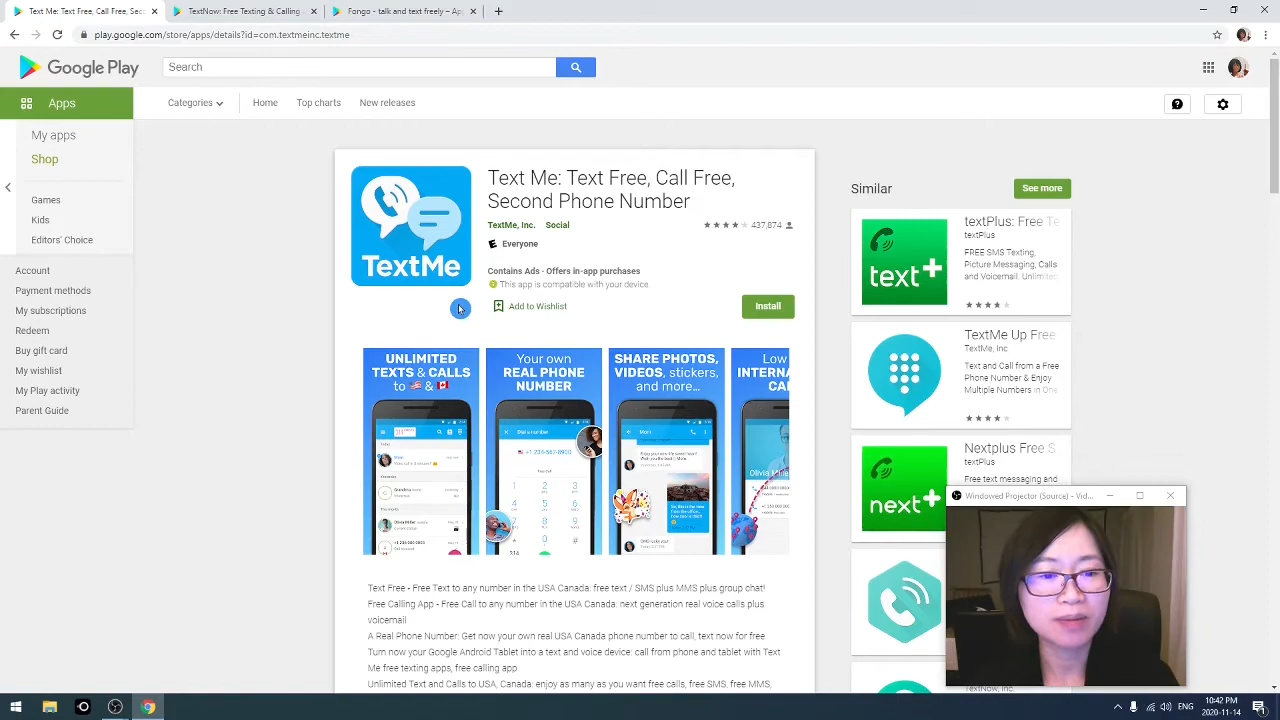 Text Me: Text Free, Call Free, Sec
TextNow: Free Texting & Calling
Fongo - talk and text freely – Ap
play.google.com/store/apps/details?id=com.textmeinc.textme
Google Play
Search
Apps
Categories
Home
Top charts
New releases
My apps
Shop
Games
Kids
Editors' Choice
Account
Payment methods
My subscriptions
Redeem
Buy gift card
My wishlist
My Play activity
Parent Guide
TextMe
Text Me: Text Free, Call Free,
Second Phone Number
TextMe, Inc. Social
437,874
Everyone
Contains Ads · Offers in-app purchases
This app is compatible with your device.
Add to Wishlist
Install
UNLIMITED
TEXTS & CALLS
to &
Your own
REAL PHONE
NUMBER
SHARE PHOTOS,
VIDEOS, stickers,
and more...
Low
INTERNA
CA
Text Free - Free Text to any number in the USA Canada: free text / SMS plus MMS plus group chat!
Free Calling App - Free Call to any number in the USA Canada: next generation real voice calls plus
voicemail
A Real Phone Number: Get now your own real USA Canada phone number to call, text now for free
Turn now your Google Android Tablet into a text and voice device: call from phone and tablet with Text
Me free texting apps, free calling app
Unlimited Text and Calls to USA, Canada: enjoy as many as you want free calls, free SMS, free MMS,
Similar
See more
text+
textPlus: Free Te
textPlus
FREE SMS Texting,
Picture Messaging, Calls
and Voicemail. Unlimited
TextMe Up Free
TextMe, Inc
Text and Call from a Free
Phone Number & Enjoy
Multiple Numbers in One
next+
Nextplus Free S
textPlus
Free text messaging and
Windowed Projector (Source) - Vid...
TextNow, Inc.
ENG
10:42 PM
2020-11-14